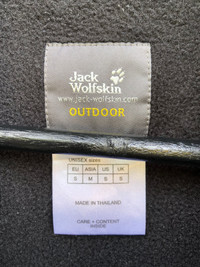 Jack
Wolfskin
www.jack-wolfskin.com
OUTDOOR
UNISEX sizes
EU ASIA US UK
S M S S
MADE IN THAILAND
CARE + CONTENT
INSIDE